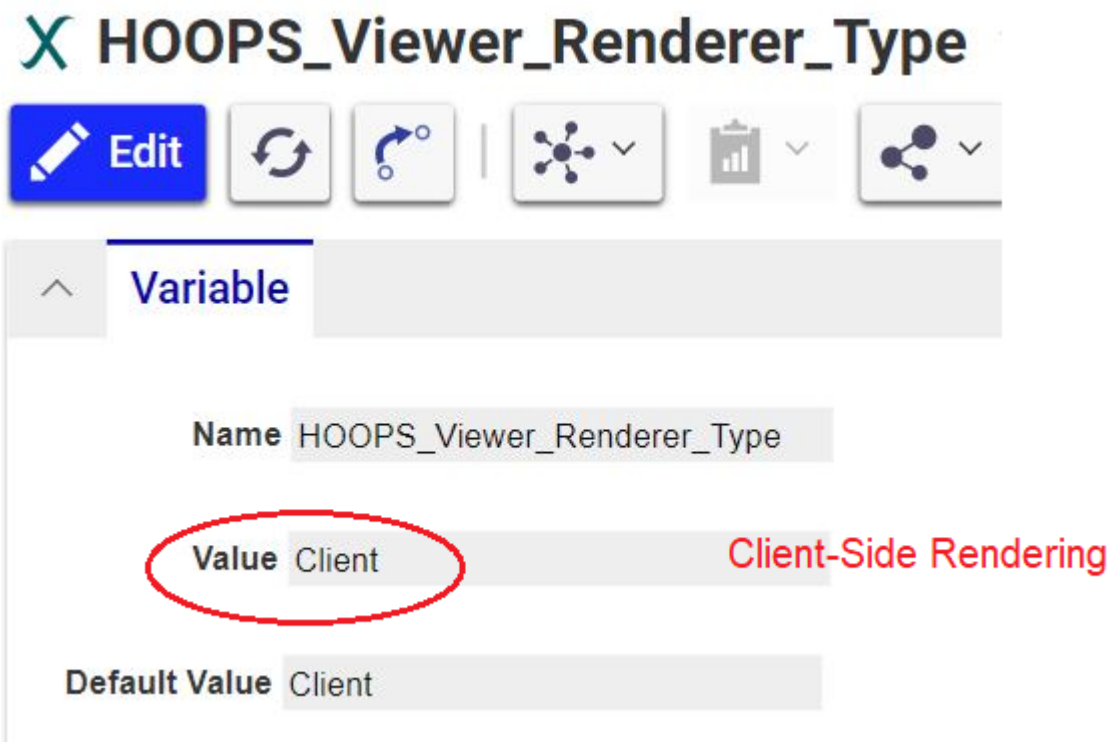 HOOPS_Viewer_Renderer_Type
Edit
Variable
Name HOOPS_Viewer_Renderer_Type
Value Client Client-Side Rendering
Default Value Client